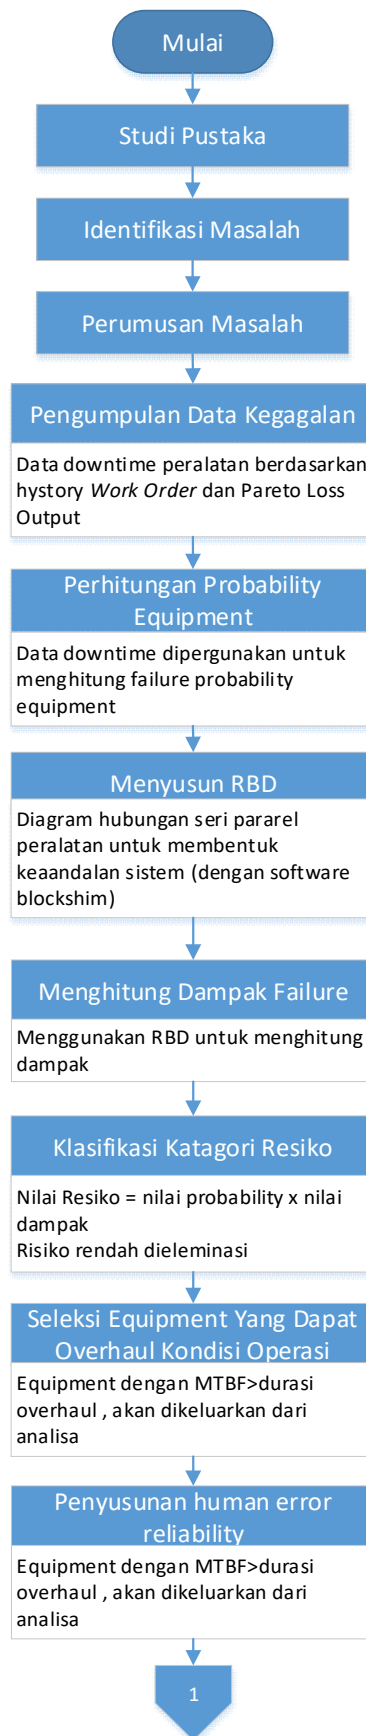 Mulai
Studi Pustaka
Identifikasi Masalah
Perumusan Masalah
Pengumpulan Data Kegagalan
Data downtime peralatan berdasarkan
hystory Work Order dan Pareto Loss
Output
Perhitungan Probability
Equipment
Data downtime dipergunakan untuk
menghitung failure probability
equipment
Menyusun RBD
Diagram hubungan seri pararel
peralatan untuk membentuk
keaandalan sistem (dengan software
blockshim)
Menghitung Dampak Failure
Menggunakan RBD untuk menghitung
dampak
Klasifikasi Katagori Resiko
Nilai Resiko = nilai probability x nilai
dampak
Risiko rendah dieleminasi
Seleksi Equipment Yang Dapat
Overhaul Kondisi Operasi
Equipment dengan MTBF>durasi
overhaul , akan dikeluarkan dari
analisa
Penyusunan human error
reliability
Equipment dengan MTBF>durasi
overhaul , akan dikeluarkan dari
analisa
1